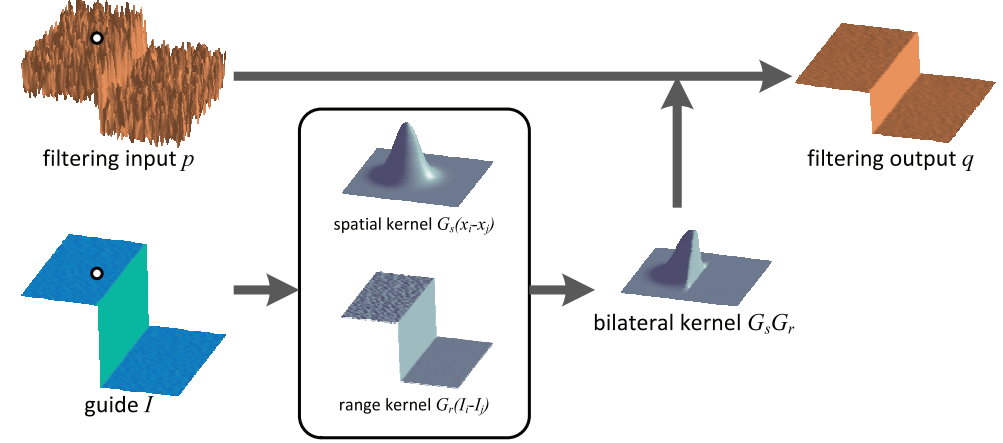 filtering input p
filtering output q
spatial kernel Gs(xi-xj)
bilateral kernel GsGr
guide I
range kernel Gr(Ii-Ij)